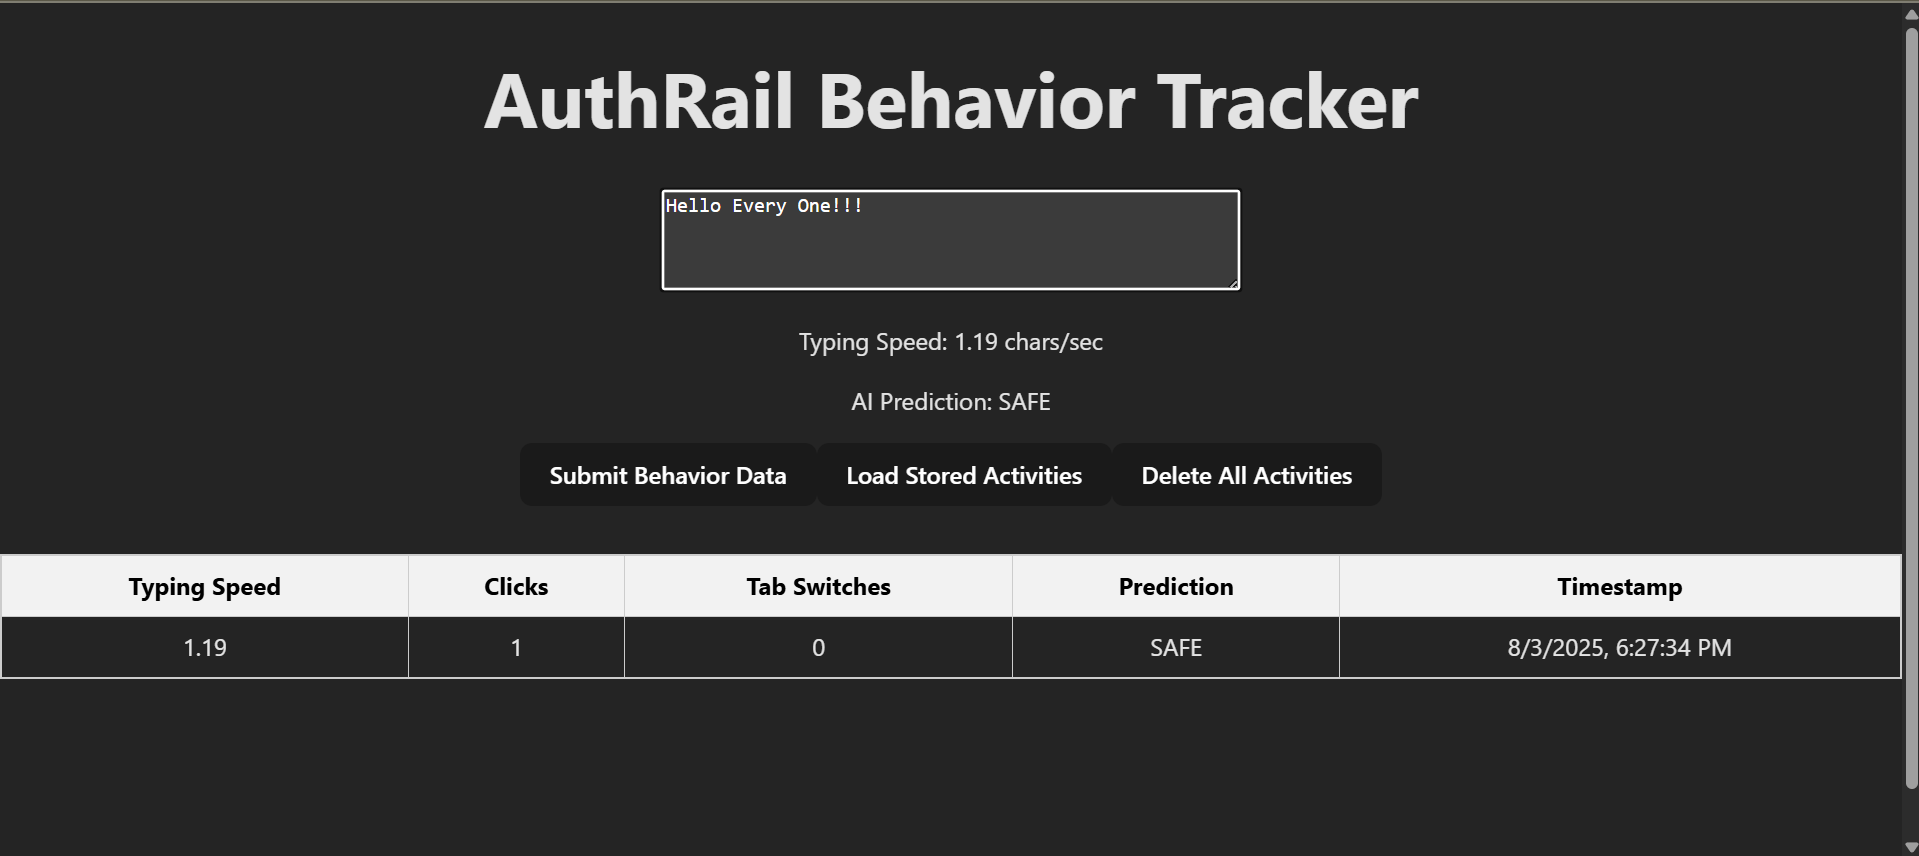 AuthRail Behavior Tracker
Hello Every One!!!
Typing Speed: 1.19 chars/sec
AI Prediction: SAFE
Submit Behavior Data Load Stored Activities Delete All Activities
Typing Speed Clicks Tab Switches Prediction Timestamp
1.19 1 0 SAFE 8/3/2025, 6:27:34 PM